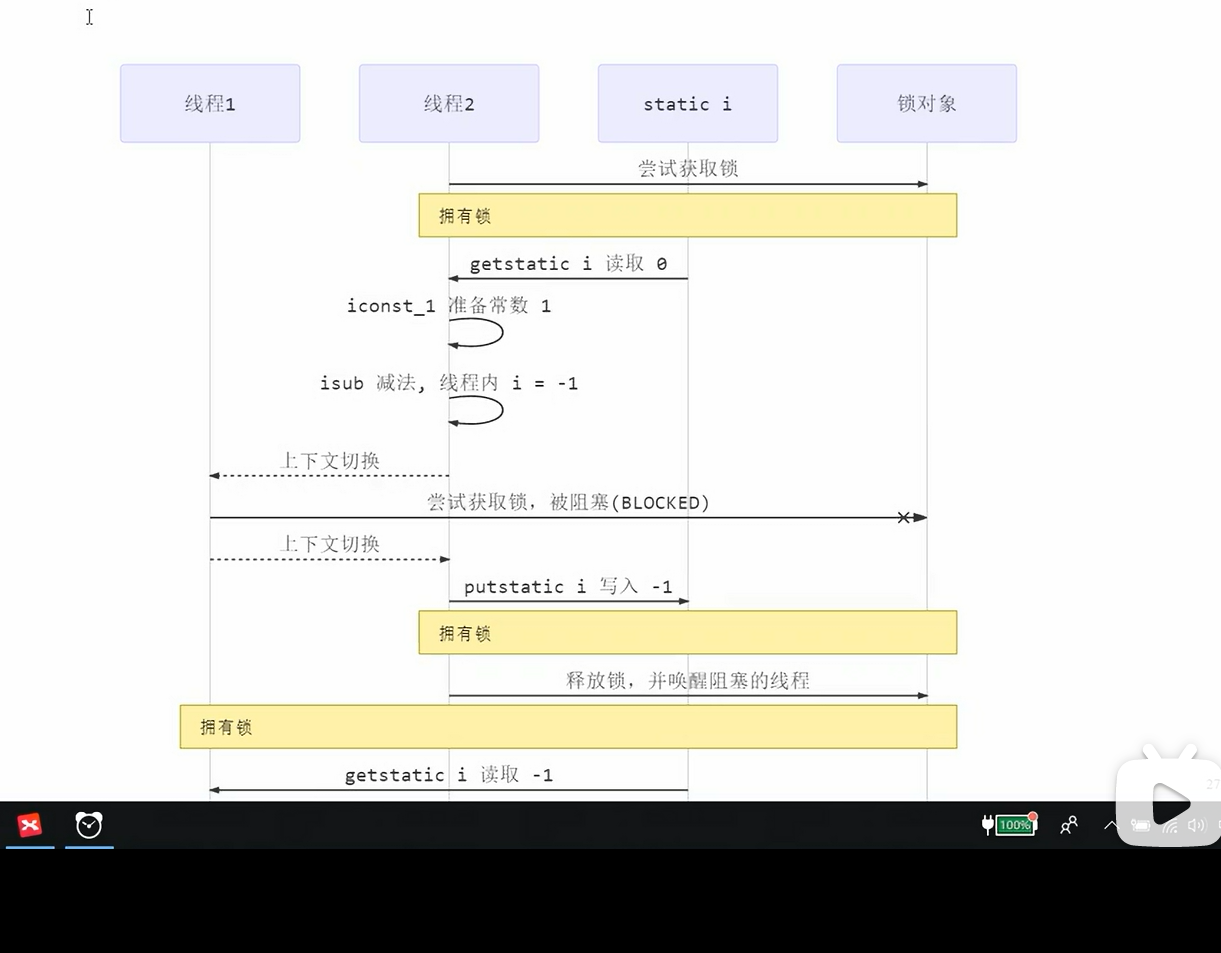 线程1
线程2
static i
锁对象
尝试获取锁
拥有锁
getstatic i 读取 0
iconst_1 准备常数 1
isub 减法, 线程内 i = -1
上下文切换
尝试获取锁，被阻塞(BLOCKED)
上下文切换
putstatic i 写入 -1
拥有锁
释放锁，并唤醒阻塞的线程
拥有锁
getstatic i 读取 -1
100%